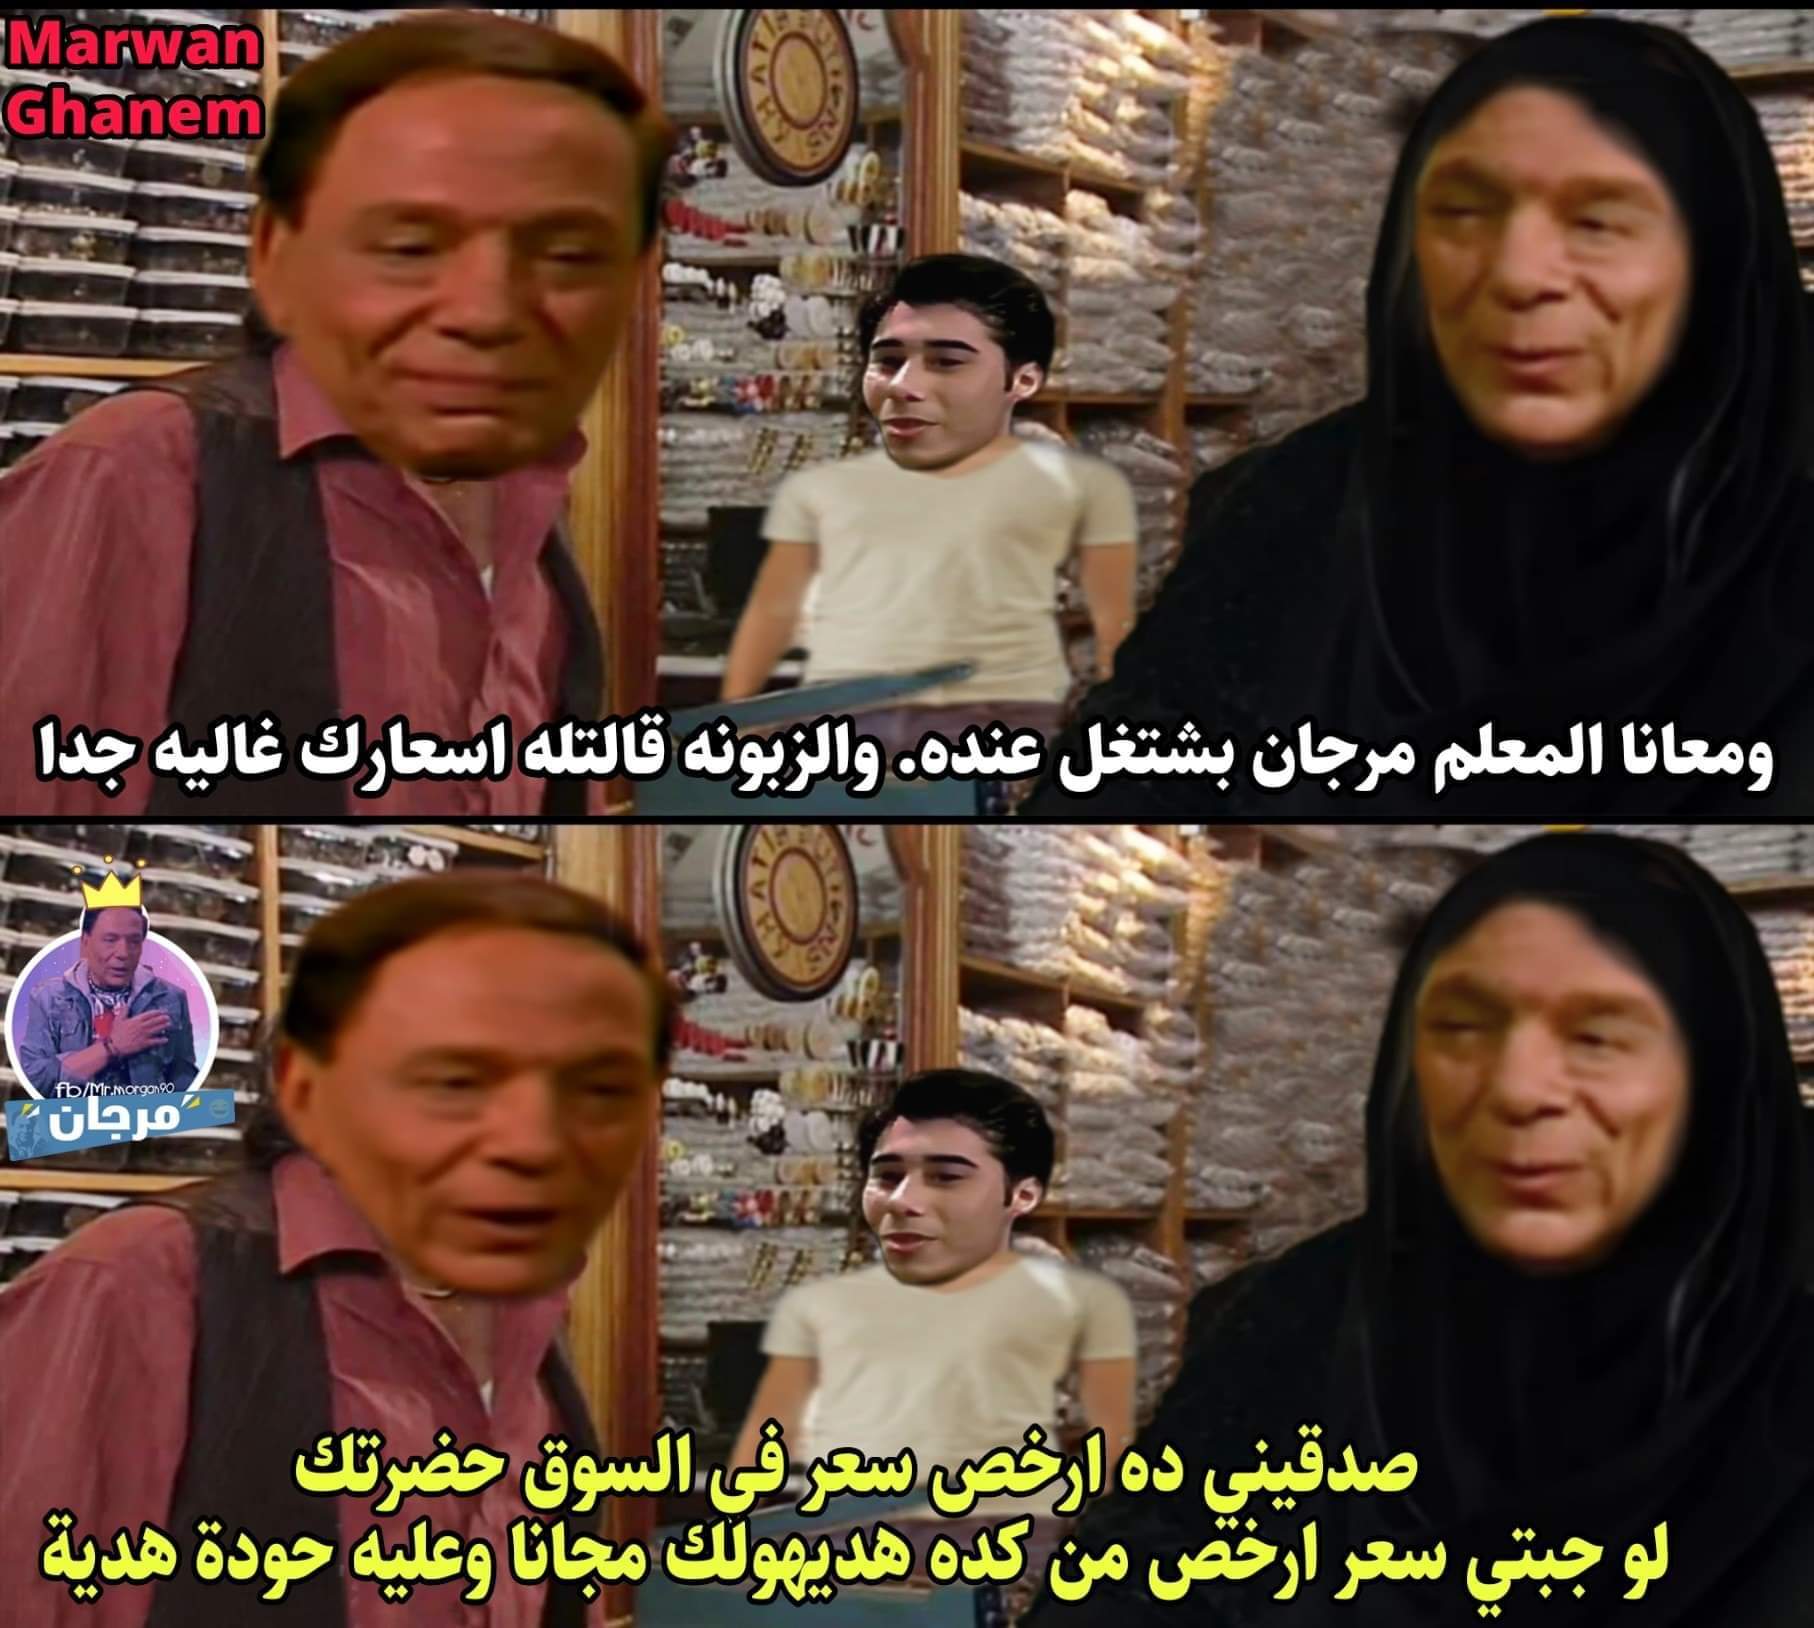 Marwan
Ghanem
ومعانا المعلم مرجان بشتغل عنده. والزبونه قالتله اسعارك غاليه جدا
fb/Mr.morgan90
مرجان
صدقيني ده ارخص سعر في السوق حضرتك
لو جبتي سعر ارخص من كده هديهولك مجانا وعليه حودة هدية